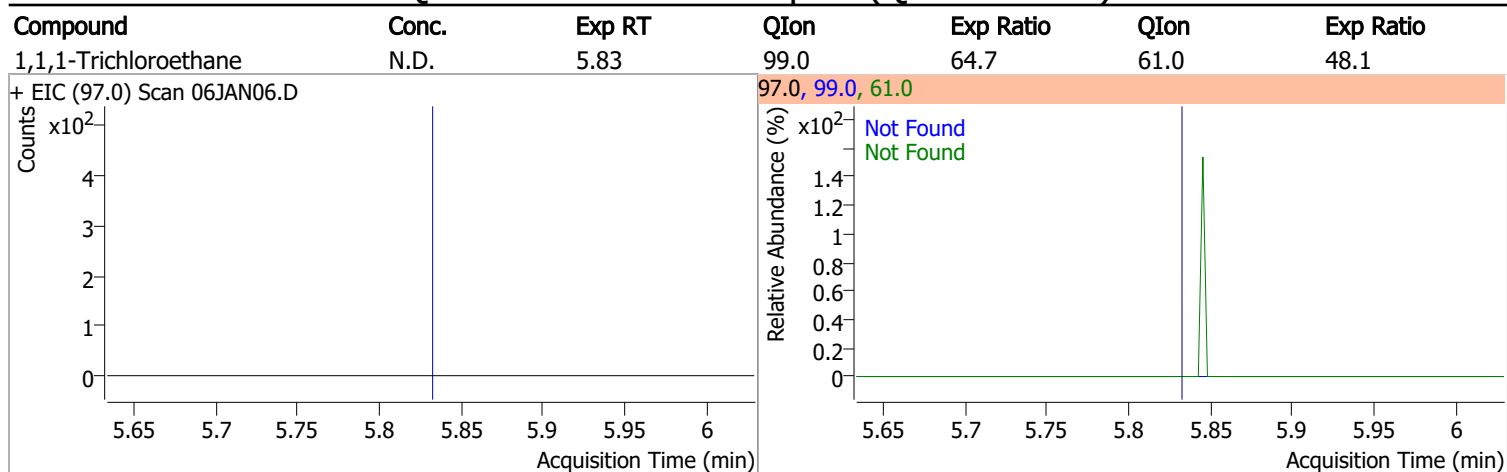 Compound Conc. Exp RT QIon Exp Ratio QIon Exp Ratio
1,1,1-Trichloroethane N.D. 5.83 99.0 64.7 61.0 48.1
+ EIC (97.0) Scan 06JAN06.D
Counts
x10²
4
3
2
1
0
5.65 5.7 5.75 5.8 5.85 5.9 5.95 6
Acquisition Time (min)
97.0, 99.0, 61.0
Relative Abundance (%)
x10²
Not Found
Not Found
1.4
1.2
1
0.8
0.6
0.4
0.2
0
5.65 5.7 5.75 5.8 5.85 5.9 5.95 6
Acquisition Time (min)